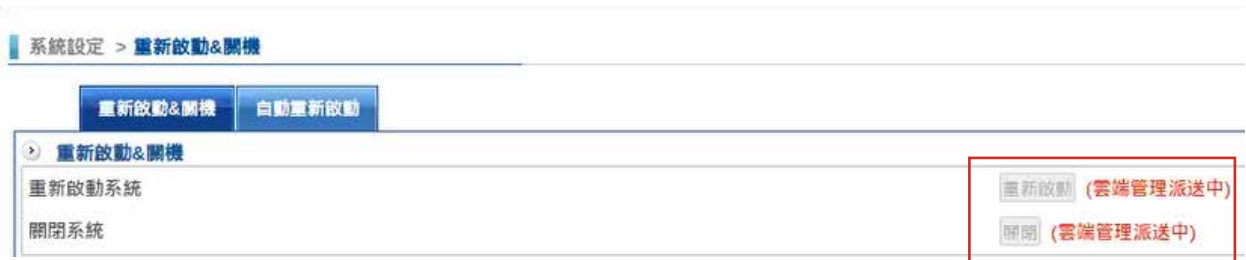 系統設定 > 重新啟動&關機
重新啟動&關機 自動重新啟動
重新啟動&關機
重新啟動系統 重新啟動 (雲端管理派送中)
關閉系統 關閉 (雲端管理派送中)